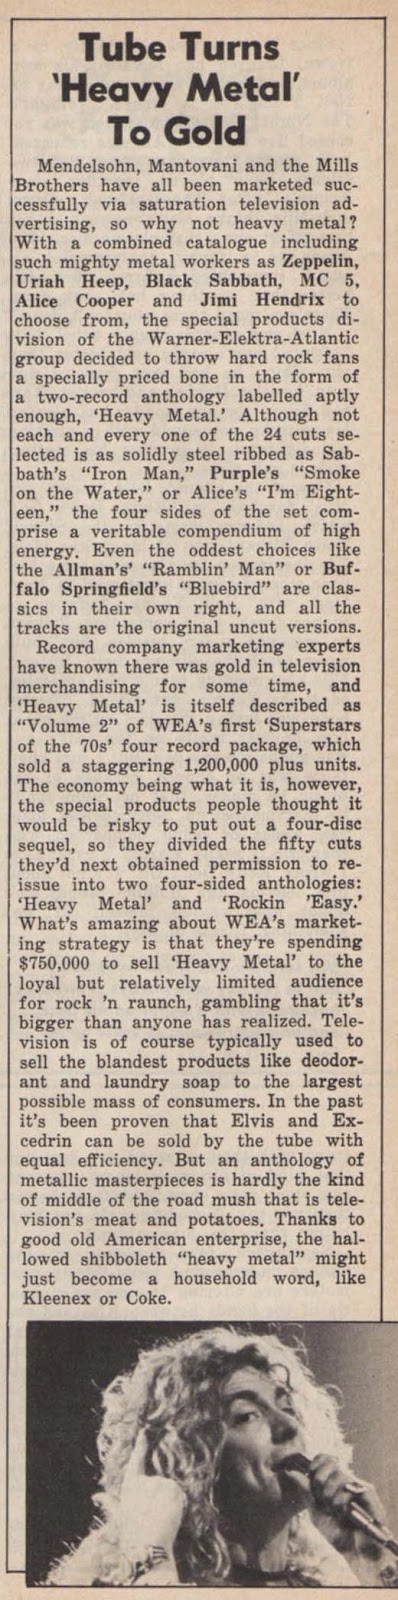 Tube Turns
'Heavy Metal'
To Gold
Mendelsohn, Mantovani and the Mills
Brothers have all been marketed suc-
cessfully via saturation television ad-
vertising, so why not heavy metal?
With a combined catalogue including
such mighty metal workers as Zeppelin,
Uriah Heep, Black Sabbath, MC 5,
Alice Cooper and Jimi Hendrix to
choose from, the special products di-
vision of the Warner-Elektra-Atlantic
group decided to throw hard rock fans
a specially priced bone in the form of
a two-record anthology labelled aptly
enough, 'Heavy Metal.' Although not
each and every one of the 24 cuts se-
lected is as solidly steel ribbed as Sab-
bath's "Iron Man," Purple's "Smoke
on the Water," or Alice's "I'm Eight-
een," the four sides of the set com-
prise a veritable compendium of high
energy. Even the oddest choices like
the Allman's' "Ramblin' Man" or Buf-
falo Springfield's "Bluebird" are clas-
sics in their own right, and all the
tracks are the original uncut versions.
Record company marketing experts
have known there was gold in television
merchandising for some time, and
'Heavy Metal' is itself described as
"Volume 2" of WEA's first 'Superstars
of the 70s' four record package, which
sold a staggering 1,200,000 plus units.
The economy being what it is, however,
the special products people thought it
would be risky to put out a four-disc
sequel, so they divided the fifty cuts
they'd next obtained permission to re-
issue into two four-sided anthologies:
'Heavy Metal' and 'Rockin 'Easy.'
What's amazing about WEA's market-
ing strategy is that they're spending
$750,000 to sell 'Heavy Metal' to the
loyal but relatively limited audience
for rock 'n raunch, gambling that it's
bigger than anyone has realized. Tele-
vision is of course typically used to
sell the blandest products like deodor-
ant and laundry soap to the largest
possible mass of consumers. In the past
it's been proven that Elvis and Ex-
cedrin can be sold by the tube with
equal efficiency. But an anthology of
metallic masterpieces is hardly the kind
of middle of the road mush that is tele-
vision's meat and potatoes. Thanks to
good old American enterprise, the hal-
lowed shibboleth "heavy metal" might
just become a household word, like
Kleenex or Coke.